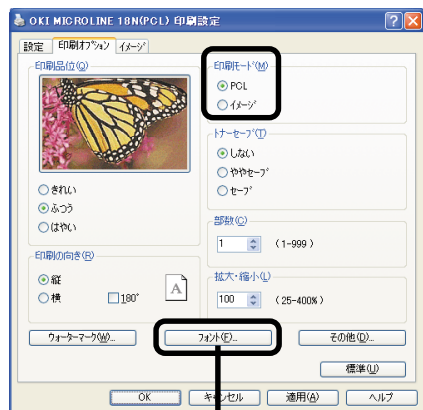 OKI MICROLINE 18N(PCL) 印刷設定
設定 印刷ｵﾌﾟｼｮﾝ ｲﾒｰｼﾞ
印刷品位(Q)
きれい
ふつう
はやい
印刷の向き(R)
縦
横 180° A
印刷ﾓｰﾄﾞ(M)
PCL
ｲﾒｰｼﾞ
ﾄﾅｰｾｰﾌﾞ(T)
しない
ややｾｰﾌﾞ
ｾｰﾌﾞ
部数(C)
1 (1-999)
拡大･縮小(L)
100 (25-400%)
ｳｫｰﾀｰﾏｰｸ(W)... ﾌｫﾝﾄ(F)... その他(D)...
標準(U)
OK キャンセル 適用(A) ヘルプ